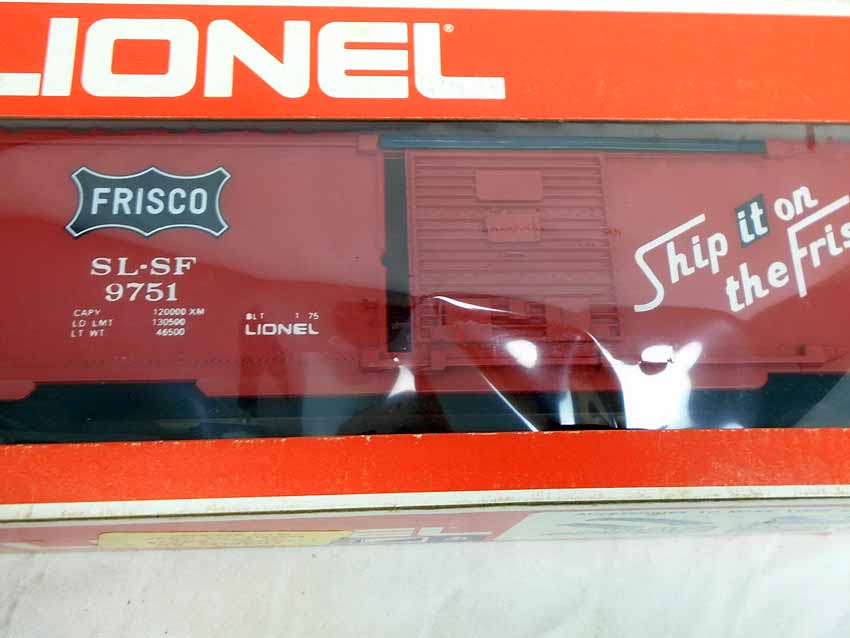 LIONEL®
FRISCO
SL-SF
9751
CAPY 120000 XM
LD LMT 130500
LT WT 46500
BLT 1 75
LIONEL
Ship it on
the Fris